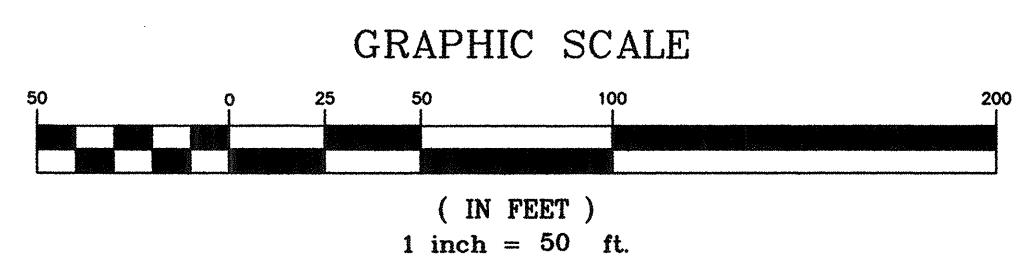 GRAPHIC SCALE
50 0 25 50 100 200
( IN FEET )
1 inch = 50 ft.